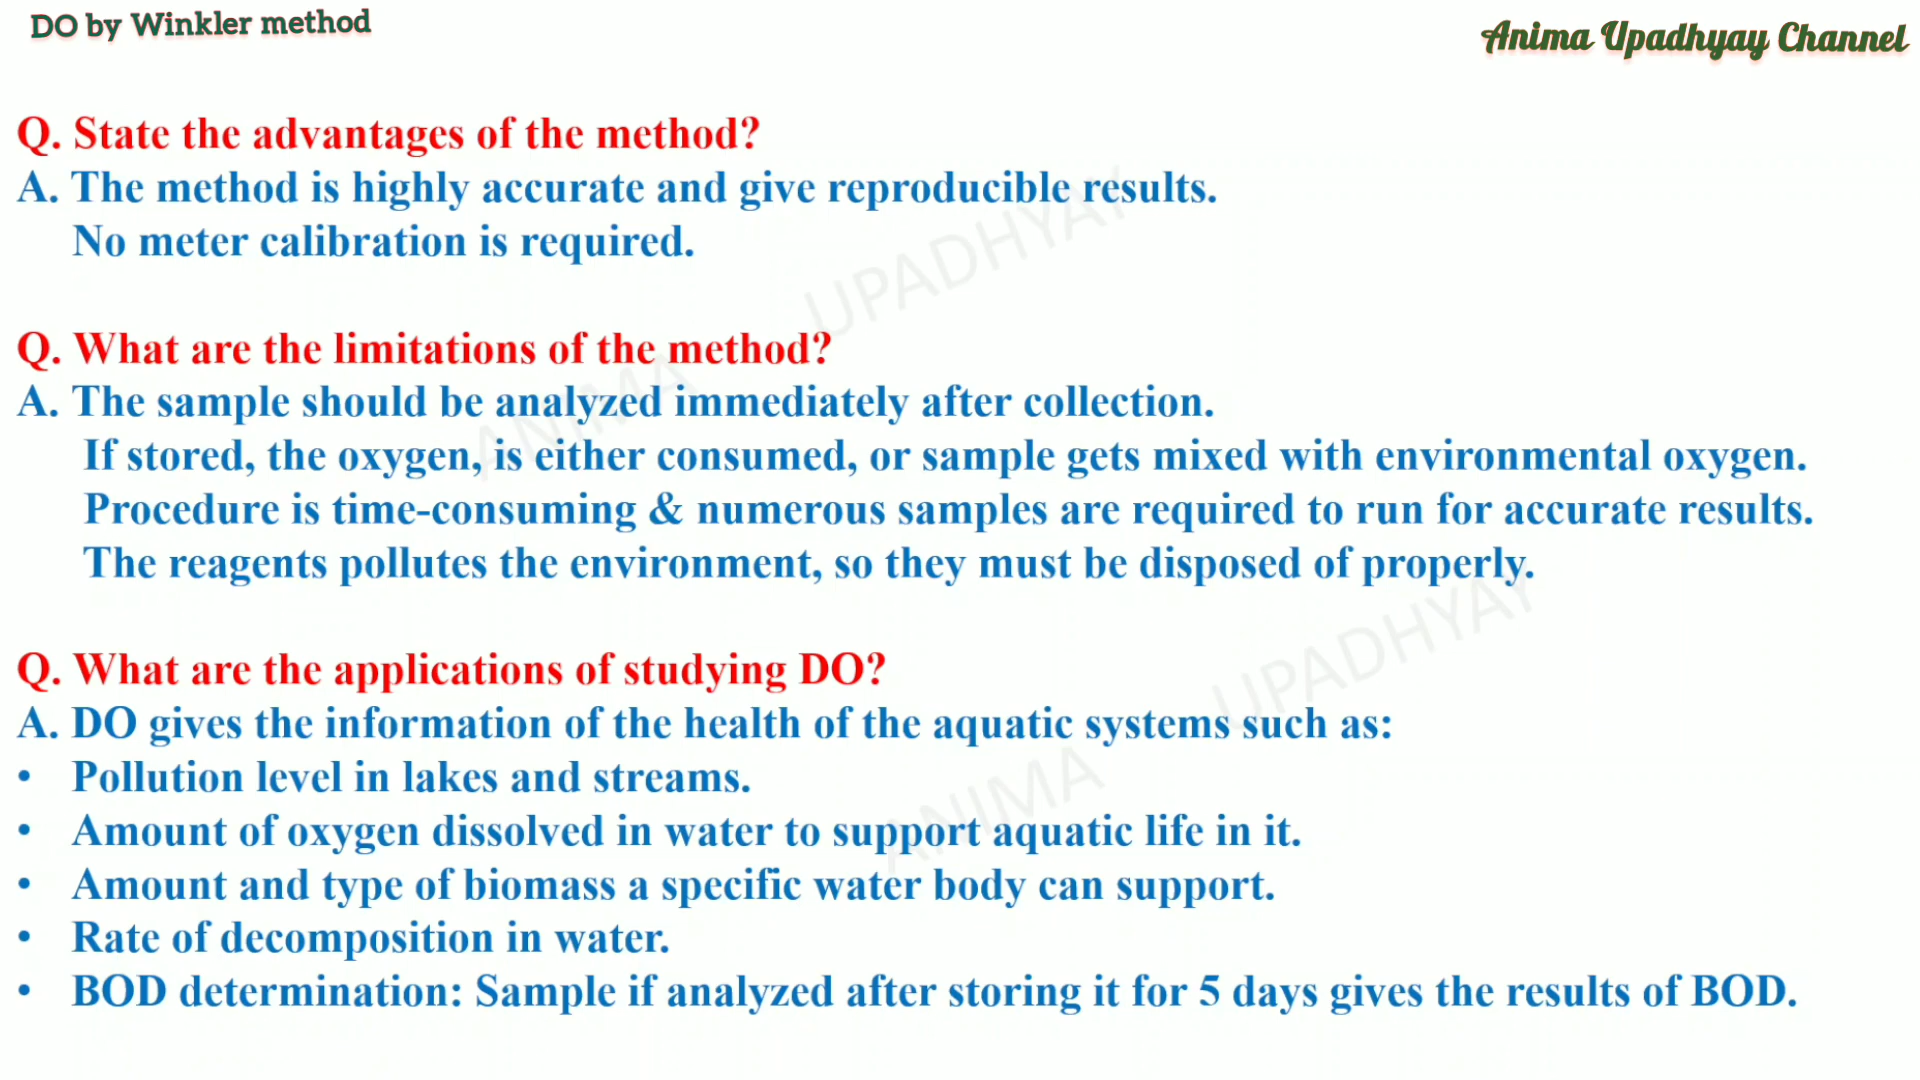 DO by Winkler method
Anima Upadhyay Channel
Q. State the advantages of the method?
A. The method is highly accurate and give reproducible results.
No meter calibration is required.
Q. What are the limitations of the method?
A. The sample should be analyzed immediately after collection.
If stored, the oxygen, is either consumed, or sample gets mixed with environmental oxygen.
Procedure is time-consuming & numerous samples are required to run for accurate results.
The reagents pollutes the environment, so they must be disposed of properly.
Q. What are the applications of studying DO?
A. DO gives the information of the health of the aquatic systems such as:
• Pollution level in lakes and streams.
• Amount of oxygen dissolved in water to support aquatic life in it.
• Amount and type of biomass a specific water body can support.
• Rate of decomposition in water.
• BOD determination: Sample if analyzed after storing it for 5 days gives the results of BOD.
ANIMA UPADHYAY
ANIMA UPADHYAY